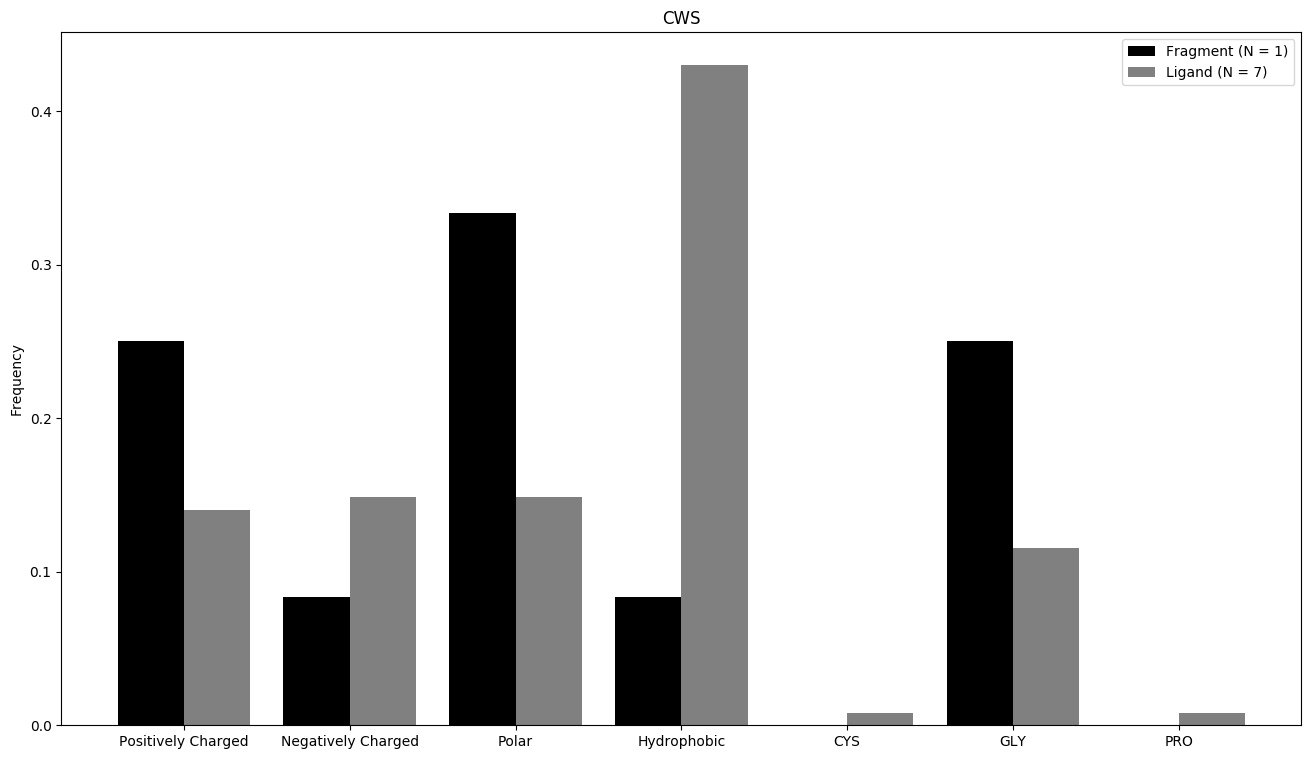 CWS
Fragment (N = 1)
Ligand (N = 7)
Frequency
0.4
0.3
0.2
0.1
0.0
Positively Charged Negatively Charged Polar Hydrophobic CYS GLY PRO